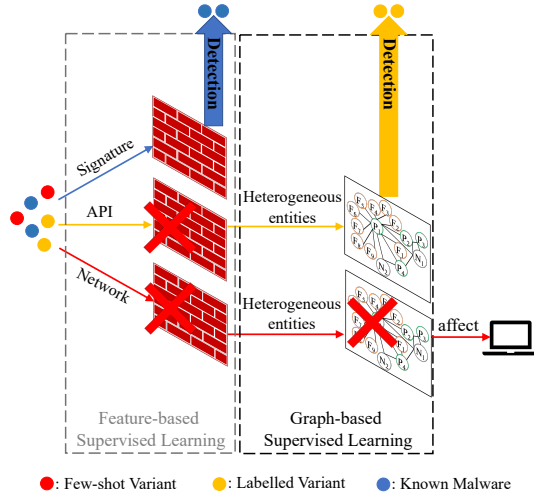 Detection
Detection
Signature
API
Network
Heterogeneous
entities
Heterogeneous
entities
affect
Feature-based
Supervised Learning
Graph-based
Supervised Learning
: Few-shot Variant
: Labelled Variant
: Known Malware